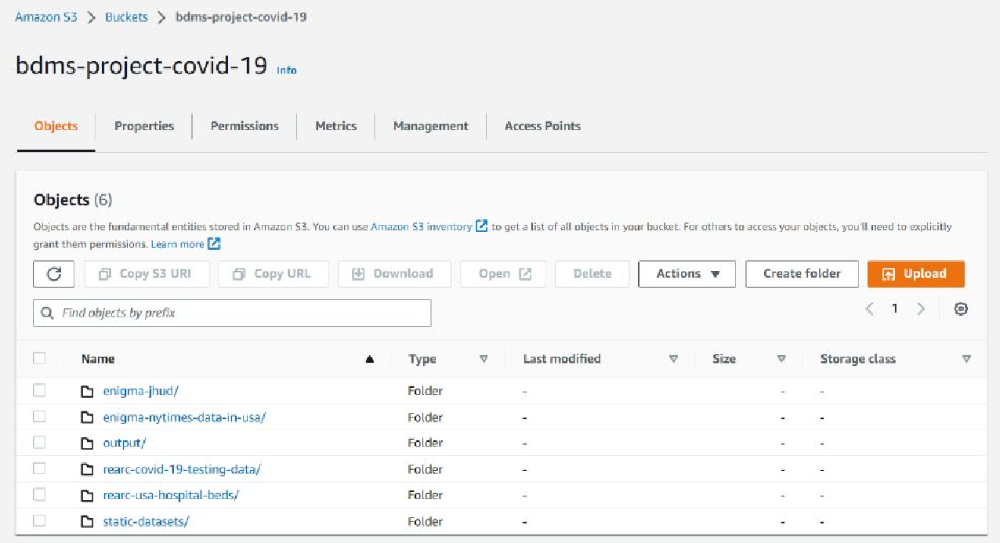 Amazon S3 > Buckets > bdms-project-covid-19
bdms-project-covid-19 Info
Objects Properties Permissions Metrics Management Access Points
Objects (6)
Objects are the fundamental entities stored in Amazon S3. You can use Amazon S3 inventory to get a list of all objects in your bucket. For others to access your objects, you'll need to explicitly
grant them permissions. Learn more
Copy S3 URI Copy URL Download Open Delete Actions Create folder Upload
Find objects by prefix 1
Name Type Last modified Size Storage class
enigma-jhud/ Folder - - -
enigma-nytimes-data-in-usa/ Folder - - -
output/ Folder - - -
rearc-covid-19-testing-data/ Folder - - -
rearc-usa-hospital-beds/ Folder - - -
static-datasets/ Folder - - -